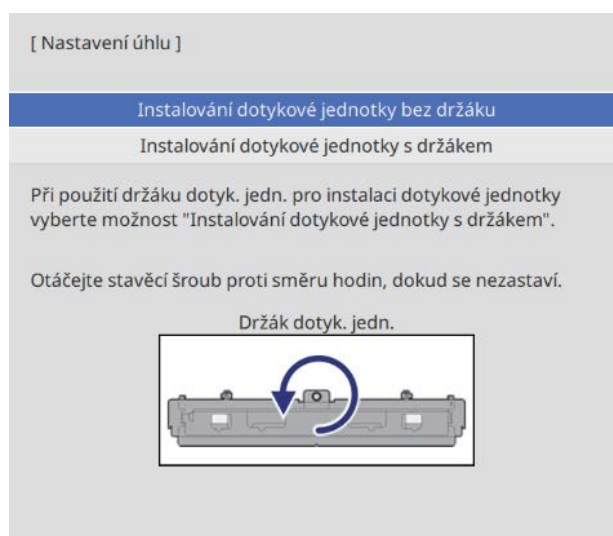 [ Nastavení úhlu ]
Instalování dotykové jednotky bez držáku
Instalování dotykové jednotky s držákem
Při použití držáku dotyk. jedn. pro instalaci dotykové jednotky
vyberte možnost "Instalování dotykové jednotky s držákem".
Otáčejte stavěcí šroub proti směru hodin, dokud se nezastaví.
Držák dotyk. jedn.